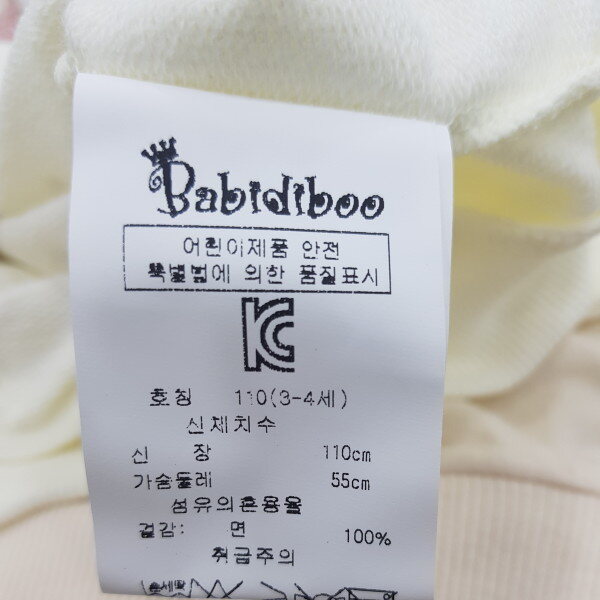 Babidiboo
어린이제품 안전
특별법에 의한 품질표시
KC
호칭 110(3-4세)
신체치수
신 장 110cm
가슴둘레 55cm
섬유의혼용율
겉감: 면 100%
취급주의